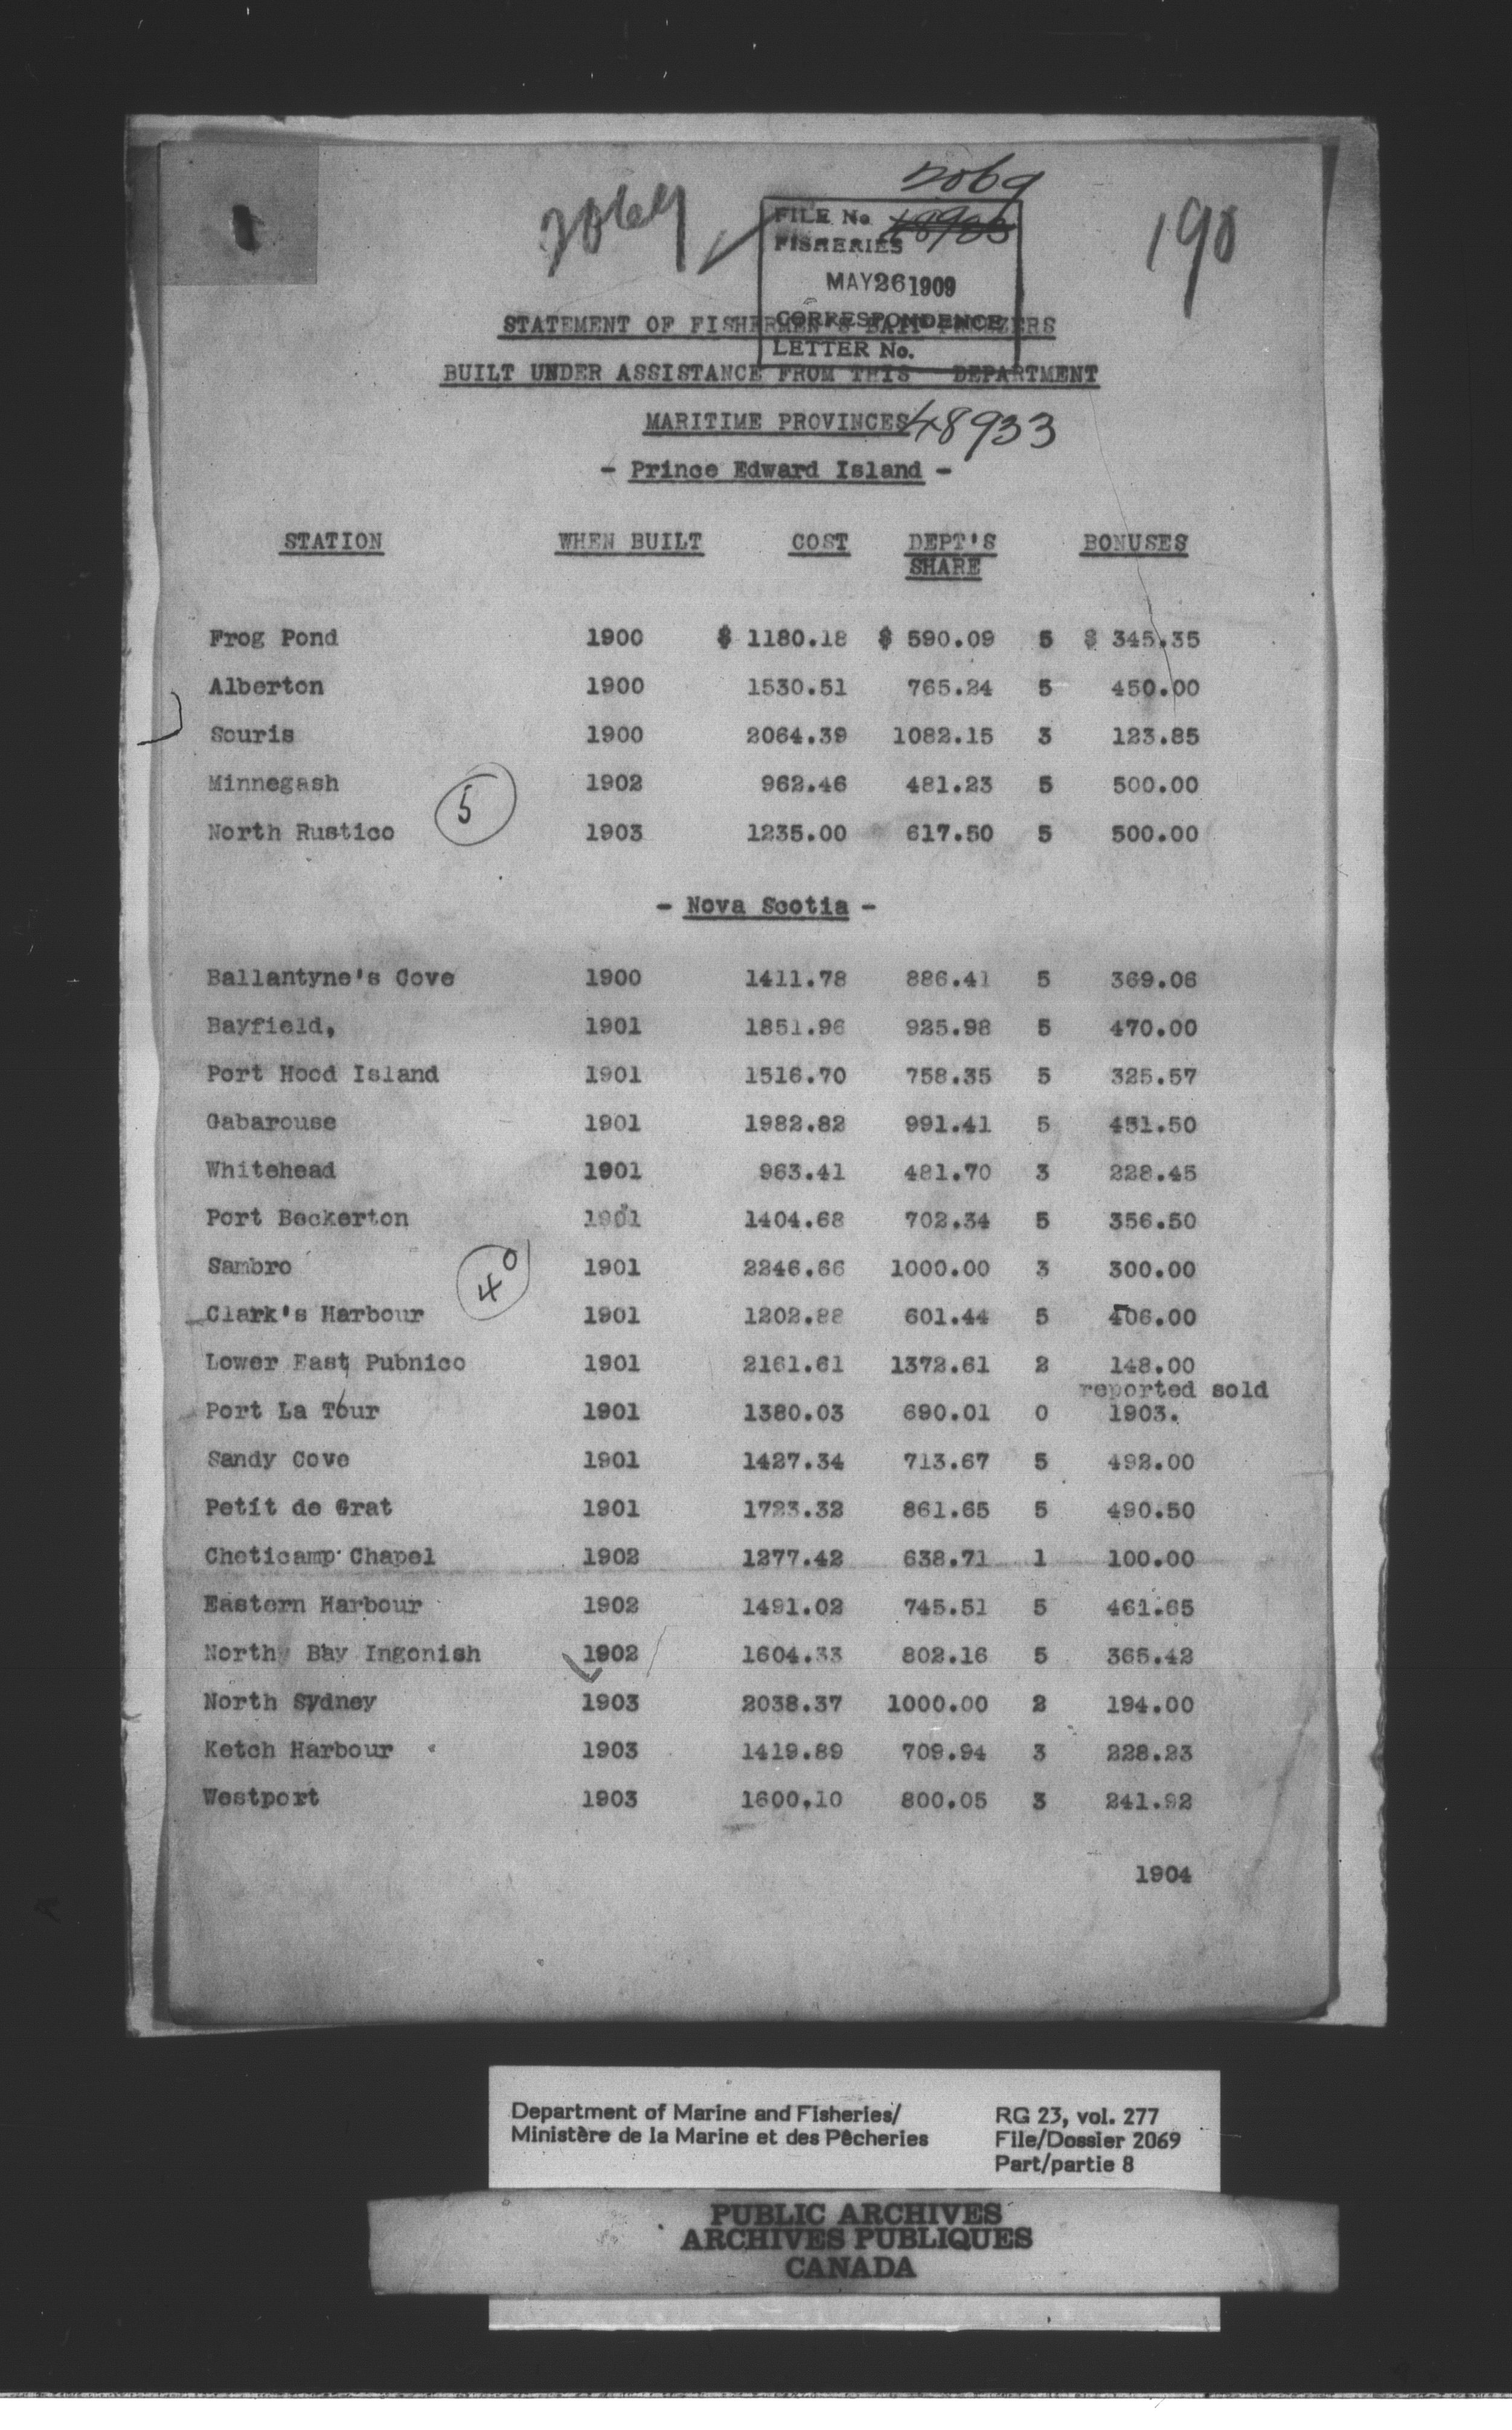 2069
2069
190
FILE No 48933
FISHERIES
MAY 26 1909
CORRESPONDENCE
LETTER No.
STATEMENT OF FISHERMEN'S BAIT FREEZERS
BUILT UNDER ASSISTANCE FROM THIS DEPARTMENT
MARITIME PROVINCES 48933
- Prince Edward Island -
STATION WHEN BUILT COST DEPT'S SHARE BONUSES
Frog Pond 1900 $ 1180.18 $ 590.09 5 $ 345.35
Alberton 1900 1530.51 765.24 5 450.00
Souris 1900 2064.39 1082.15 3 123.85
Minnegash 1902 962.46 481.23 5 500.00
5
North Rustico 1903 1235.00 617.50 5 500.00
- Nova Scotia -
Ballantyne's Cove 1900 1411.78 886.41 5 369.06
Bayfield, 1901 1851.96 925.98 5 470.00
Port Hood Island 1901 1516.70 758.35 5 325.57
Gabarouse 1901 1982.82 991.41 5 451.50
Whitehead 1901 963.41 481.70 3 228.45
Port Beckerton 1901 1404.68 702.34 5 356.50
Sambro 1901 2246.66 1000.00 3 300.00
40
Clark's Harbour 1901 1202.88 601.44 5 406.00
Lower East Pubnico 1901 2161.61 1372.61 2 148.00
reported sold
Port La Tour 1901 1380.03 690.01 0 1903.
Sandy Cove 1901 1427.34 713.67 5 492.00
Petit de Grat 1901 1723.32 861.65 5 490.50
Cheticamp Chapel 1902 1277.42 638.71 1 100.00
Eastern Harbour 1902 1491.02 745.51 5 461.65
North Bay Ingonish 1902 1604.33 802.16 5 365.42
North Sydney 1903 2038.37 1000.00 2 194.00
Ketch Harbour 1903 1419.89 709.94 3 228.23
Westport 1903 1600.10 800.05 3 241.92
1904
Department of Marine and Fisheries/
Ministère de la Marine et des Pêcheries
RG 23, vol. 277
File/Dossier 2069
Part/partie 8
PUBLIC ARCHIVES
ARCHIVES PUBLIQUES
CANADA